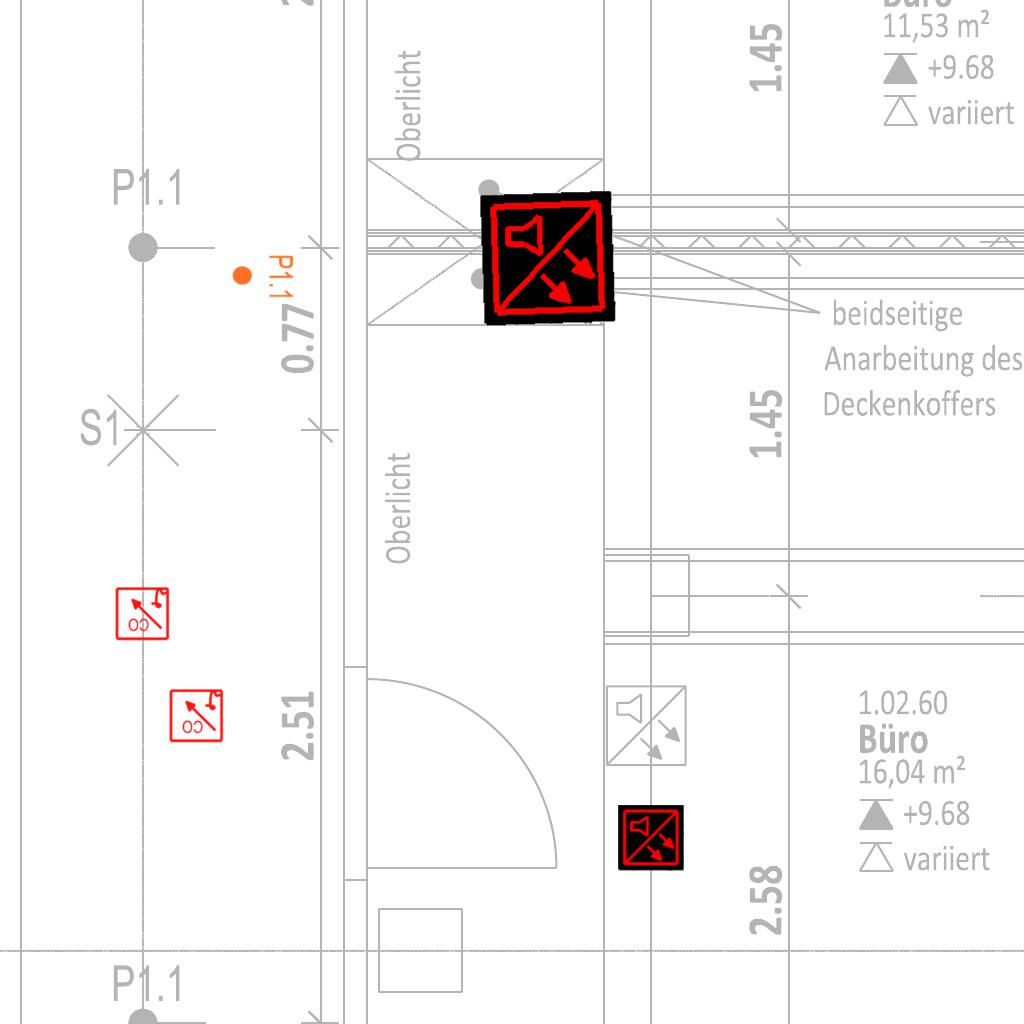 Büro
11,53 m²
+9.68
variiert
1.45
Oberlicht
P1.1
P1.1
0.77
beidseitige
Anarbeitung des
Deckenkoffers
1.45
S1
Oberlicht
CO
CO
2.51
1.02.60
Büro
16,04 m²
+9.68
variiert
2.58
P1.1